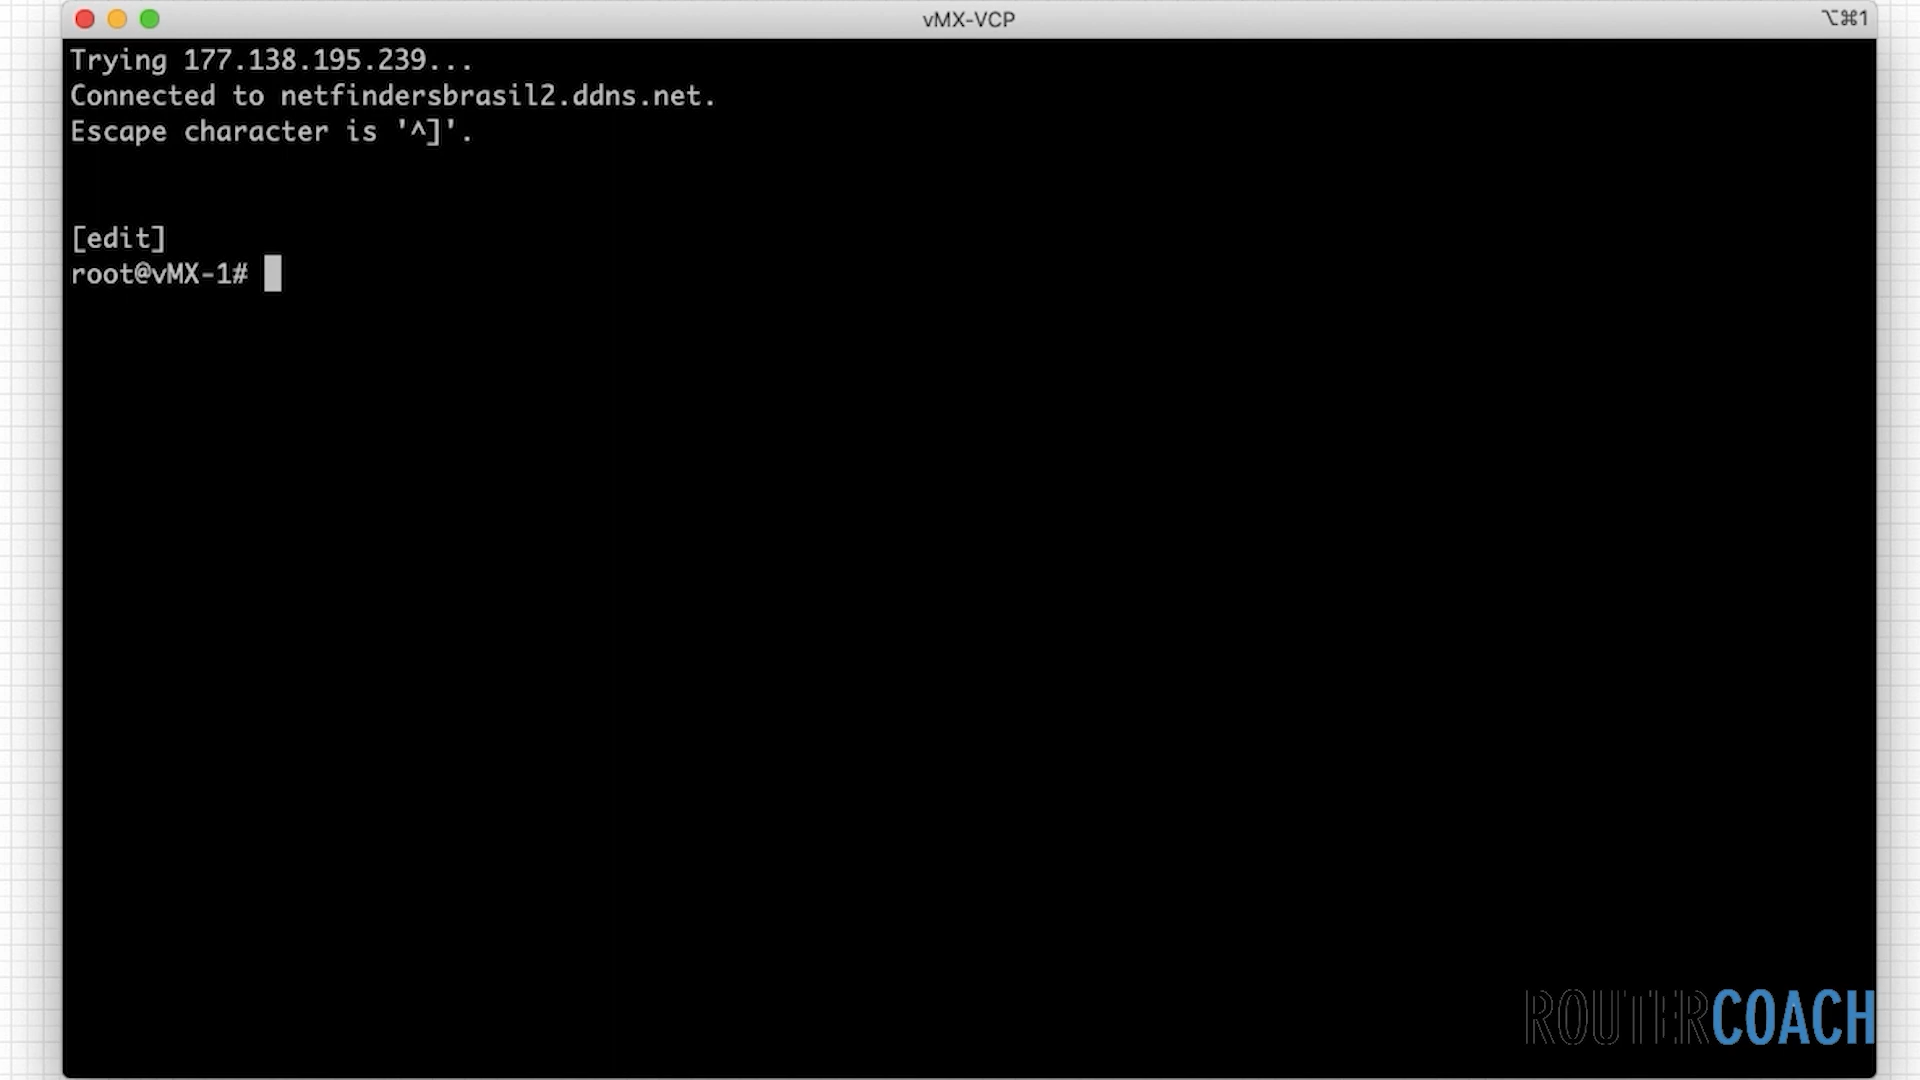 vMX-VCP
⌥⌘1
Trying 177.138.195.239...
Connected to netfindersbrasil2.ddns.net.
Escape character is '^]'.
[edit]
root@vMX-1#
ROUTERCOACH